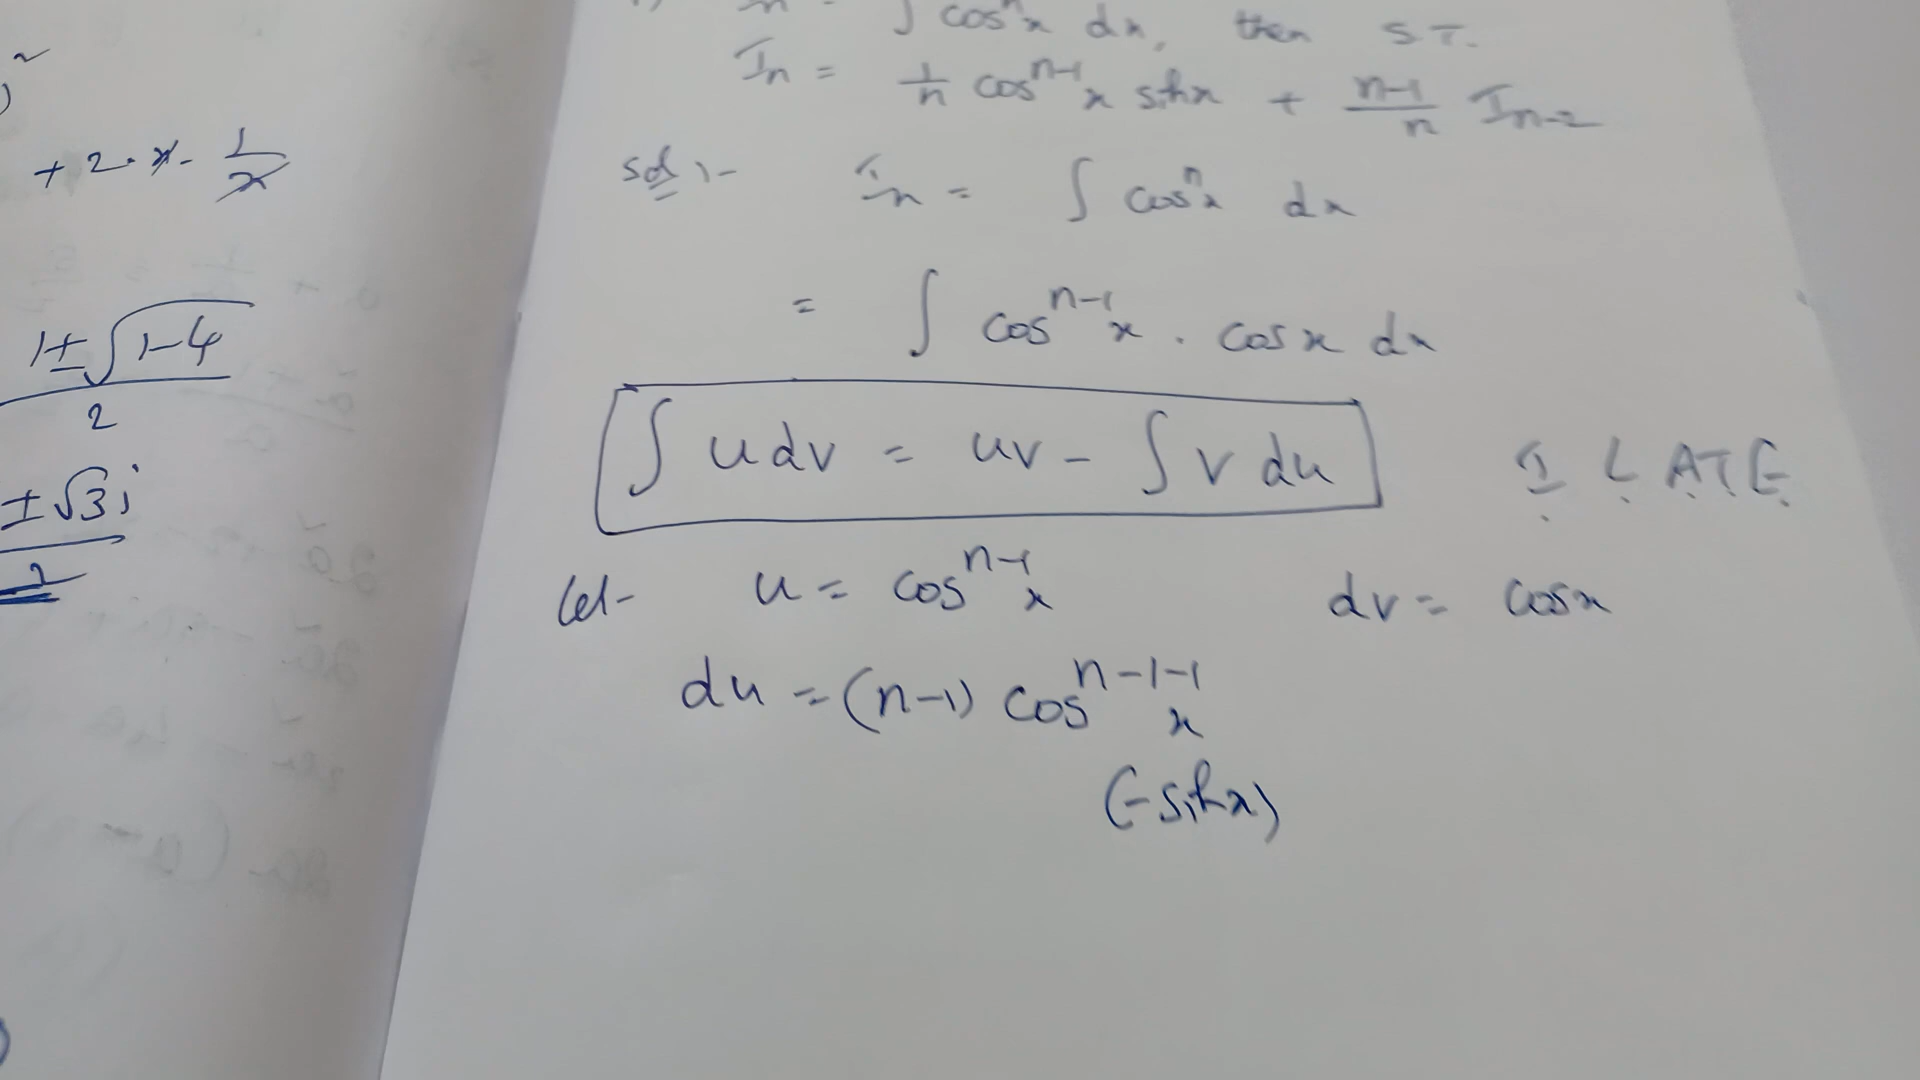 + 2 · x · 1/x
1 ± √1-4 / 2
± √3 i / 2
∫ cosⁿx dx, then S T.
Iₙ = 1/n cosⁿ⁻¹x sinx + n-1/n Iₙ₋₂
Sol :- Iₙ = ∫ cosⁿx dx
= ∫ cosⁿ⁻¹x . cosx dx
∫ u dv = uv - ∫ v du I L A T E
let u = cosⁿ⁻¹x dv = cosx
du = (n-1) cosⁿ⁻¹⁻¹x
(-sinx)